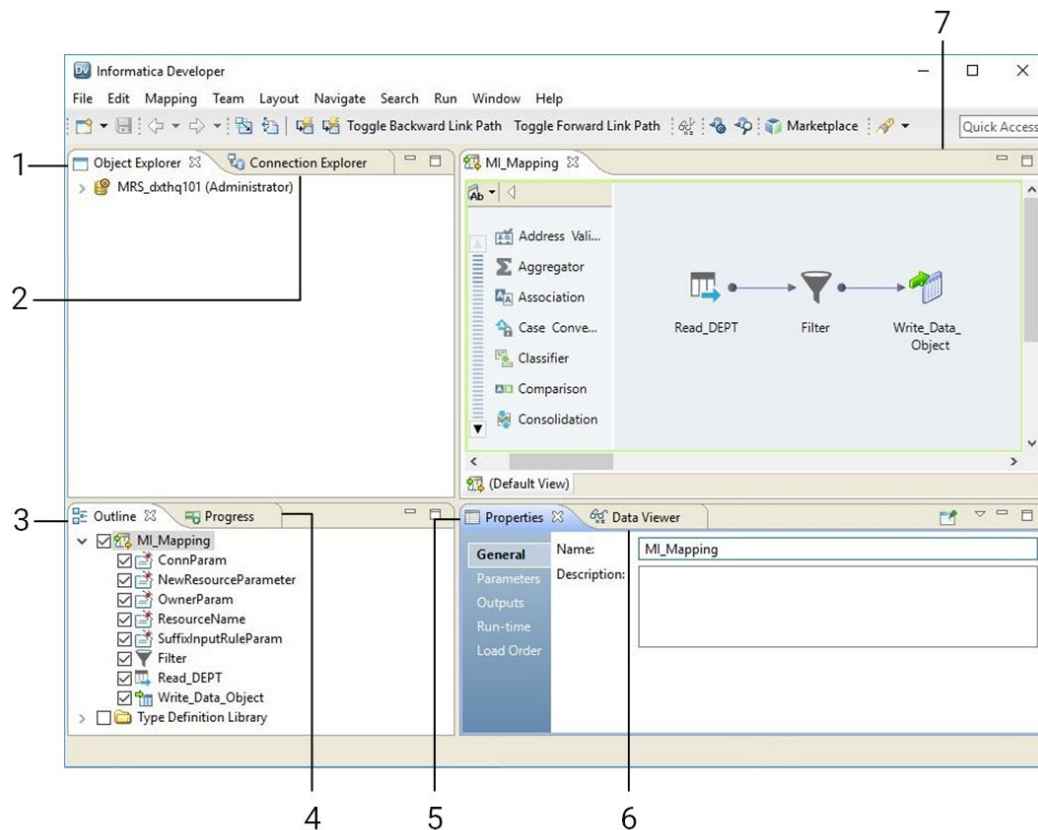 7
Informatica Developer
File Edit Mapping Team Layout Navigate Search Run Window Help
Toggle Backward Link Path Toggle Forward Link Path Marketplace Quick Access
1
Object Explorer Connection Explorer
MRS_dxthq101 (Administrator)
2
MI_Mapping
Ab
Address Vali...
Aggregator
Association
Case Conve...
Classifier
Comparison
Consolidation
Read_DEPT
Filter
Write_Data_
Object
(Default View)
3
Outline Progress
MI_Mapping
ConnParam
NewResourceParameter
OwnerParam
ResourceName
SuffixInputRuleParam
Filter
Read_DEPT
Write_Data_Object
Type Definition Library
Properties Data Viewer
General
Parameters
Outputs
Run-time
Load Order
Name: MI_Mapping
Description:
4
5
6